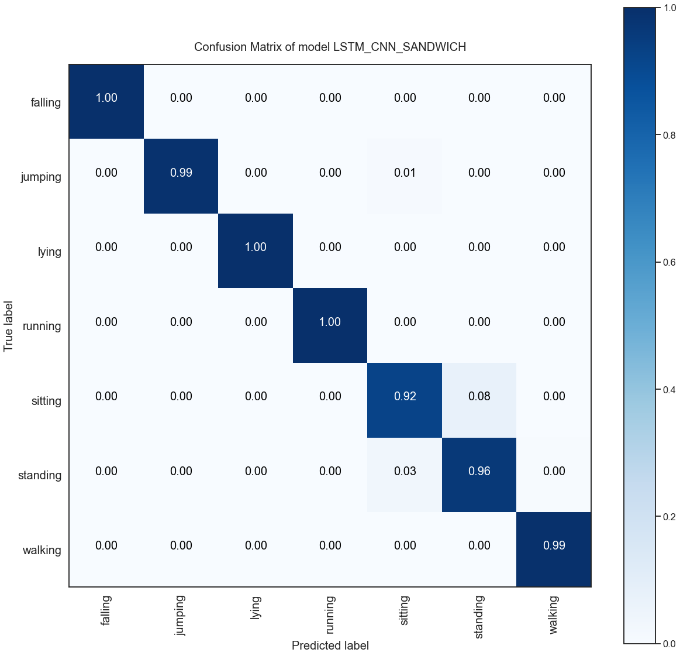 Confusion Matrix of model LSTM_CNN_SANDWICH
True label
falling 1.00 0.00 0.00 0.00 0.00 0.00 0.00
jumping 0.00 0.99 0.00 0.00 0.01 0.00 0.00
lying 0.00 0.00 1.00 0.00 0.00 0.00 0.00
running 0.00 0.00 0.00 1.00 0.00 0.00 0.00
sitting 0.00 0.00 0.00 0.00 0.92 0.08 0.00
standing 0.00 0.00 0.00 0.00 0.03 0.96 0.00
walking 0.00 0.00 0.00 0.00 0.00 0.00 0.99
falling jumping lying running sitting standing walking
Predicted label
1.0
0.8
0.6
0.4
0.2
0.0